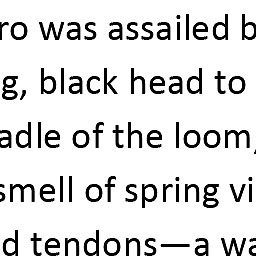 ro was assailed b
g, black head to
adle of the loom,
smell of spring vi
d tendons—a wa